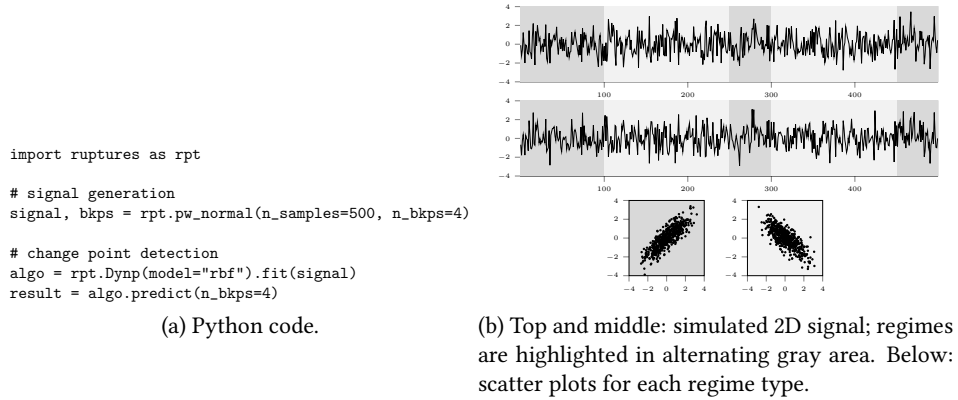 import ruptures as rpt
# signal generation
signal, bkps = rpt.pw_normal(n_samples=500, n_bkps=4)
# change point detection
algo = rpt.Dynp(model="rbf").fit(signal)
result = algo.predict(n_bkps=4)
(a) Python code.
4
2
0
−2
−4
100 200 300 400
4
2
0
−2
−4
100 200 300 400
4
2
0
−2
−4
−4 −2 0 2 4
4
2
0
−2
−4
−4 −2 0 2 4
(b) Top and middle: simulated 2D signal; regimes
are highlighted in alternating gray area. Below:
scatter plots for each regime type.